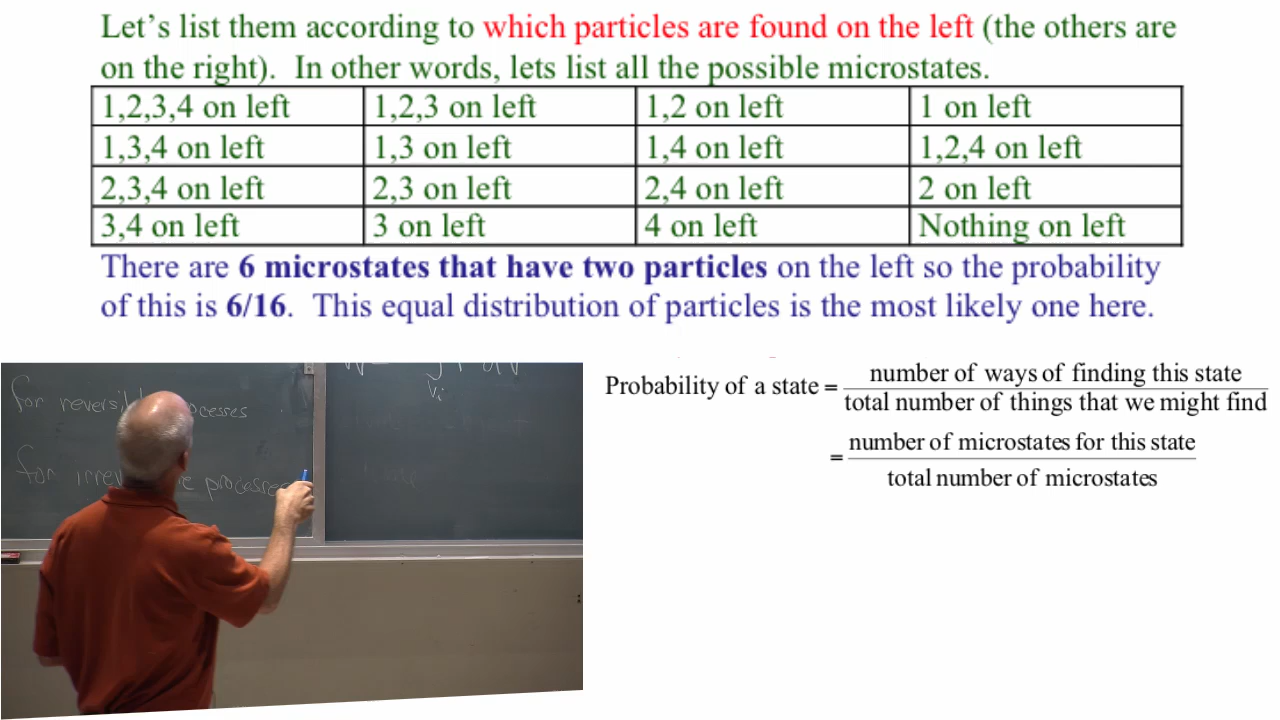 Let's list them according to which particles are found on the left (the others are
on the right). In other words, lets list all the possible microstates.
1,2,3,4 on left 1,2,3 on left 1,2 on left 1 on left
1,3,4 on left 1,3 on left 1,4 on left 1,2,4 on left
2,3,4 on left 2,3 on left 2,4 on left 2 on left
3,4 on left 3 on left 4 on left Nothing on left
There are 6 microstates that have two particles on the left so the probability
of this is 6/16. This equal distribution of particles is the most likely one here.
Probability of a state = number of ways of finding this state
total number of things that we might find
= number of microstates for this state
total number of microstates
for
for